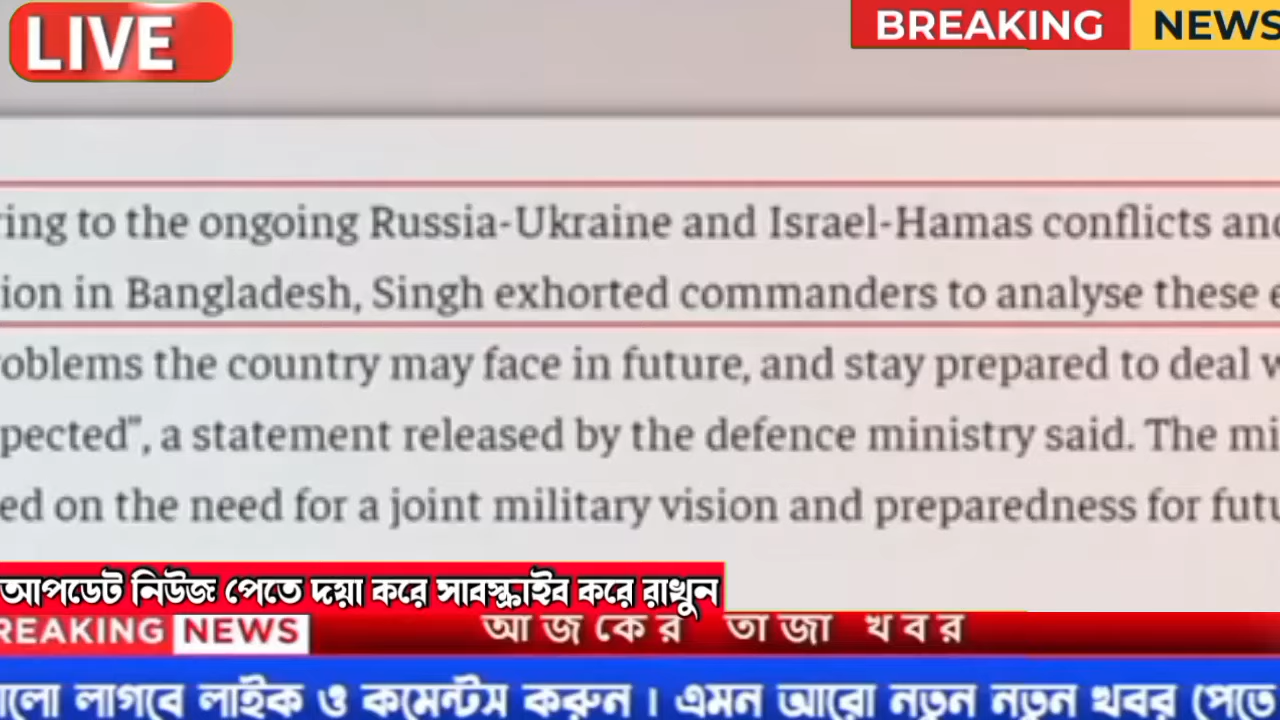 LIVE
BREAKING NEWS
ring to the ongoing Russia-Ukraine and Israel-Hamas conflicts and
ion in Bangladesh, Singh exhorted commanders to analyse these e
oblems the country may face in future, and stay prepared to deal w
pected", a statement released by the defence ministry said. The mi
ed on the need for a joint military vision and preparedness for futu
আপডেট নিউজ পেতে দয়া করে সাবস্ক্রাইব করে রাখুন
REAKING NEWS আজকের তাজা খবর
ালো লাগবে লাইক ও কমেন্টস করুন। এমন আরো নতুন নতুন খবর পেতে